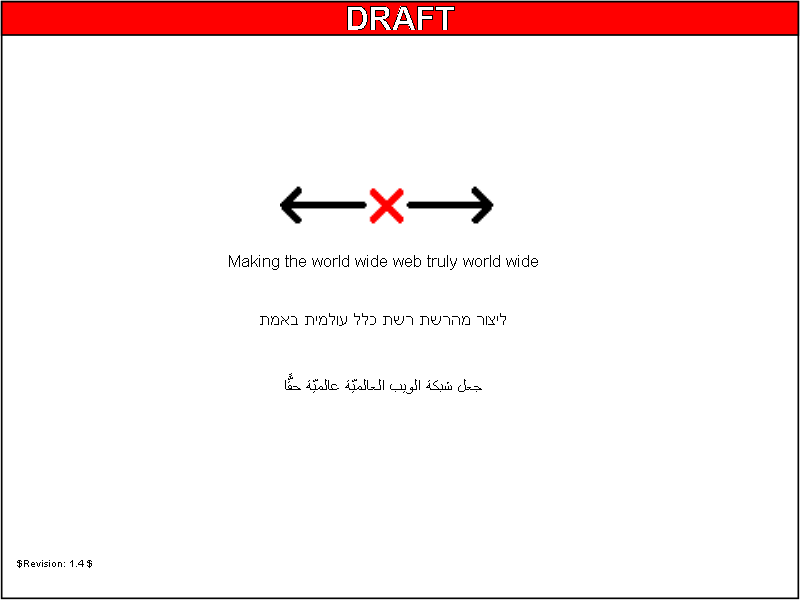 DRAFT
Making the world wide web truly world wide
ליצור מהרשת רשת כלל עולמית באמת
جعل شبكة الويب العالميّة عالميّة حقًّا
$Revision: 1.4 $